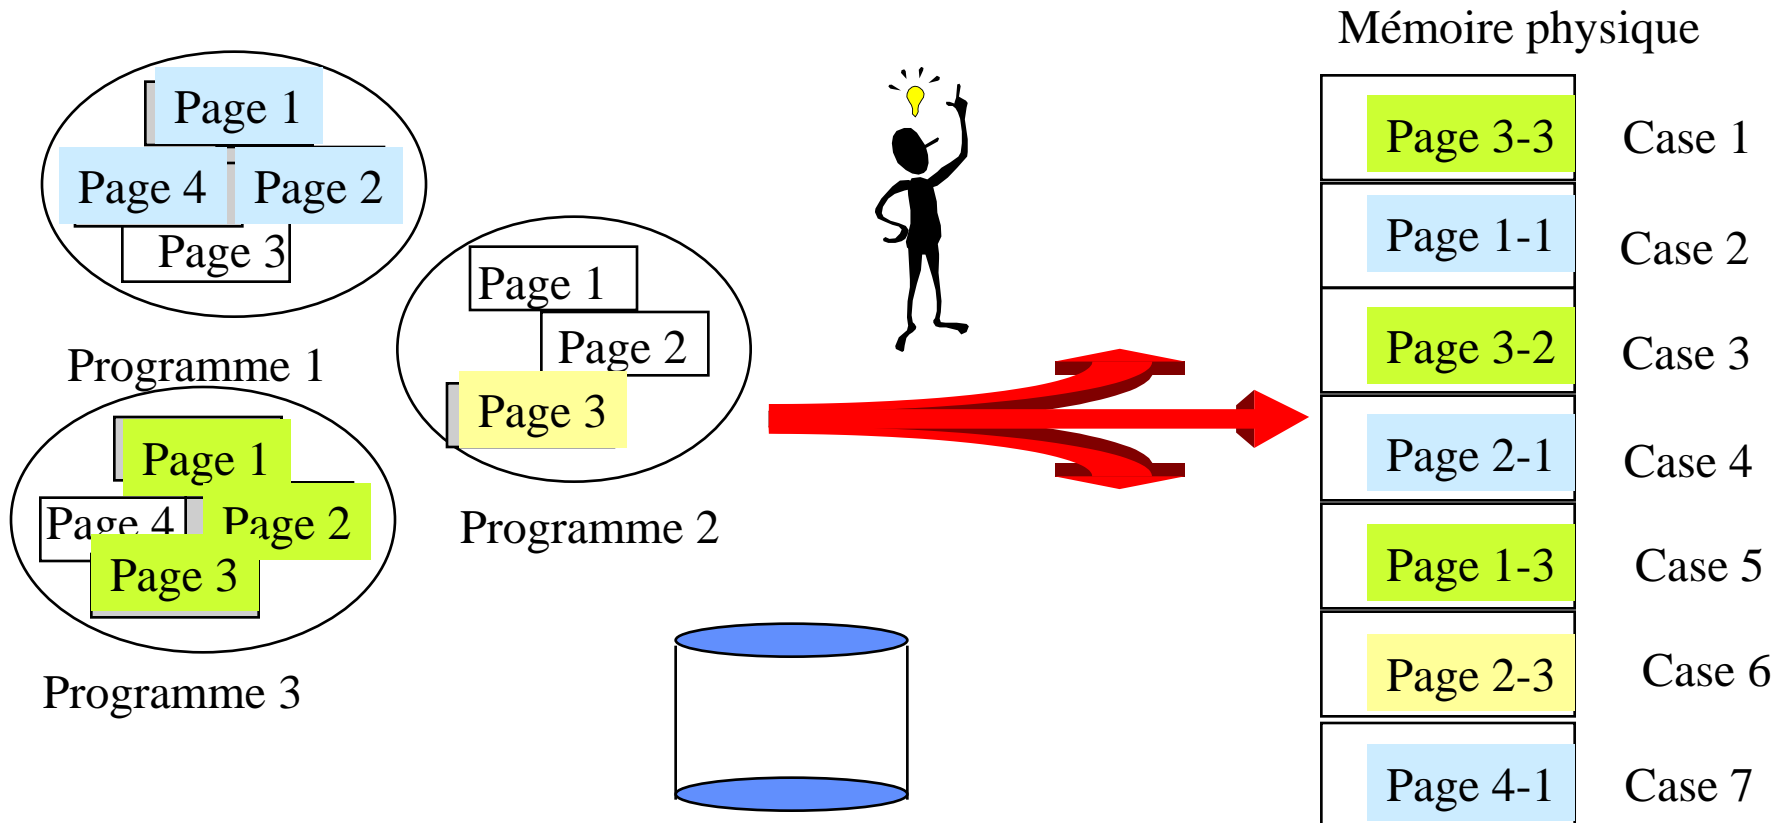 Mémoire physique
Page 1
Page 4 Page 2
Page 3
Programme 1
Page 1
Page 2
Page 3
Programme 2
Page 1
Page 4 Page 2
Page 3
Programme 3
Page 3-3 Case 1
Page 1-1 Case 2
Page 3-2 Case 3
Page 2-1 Case 4
Page 1-3 Case 5
Page 2-3 Case 6
Page 4-1 Case 7